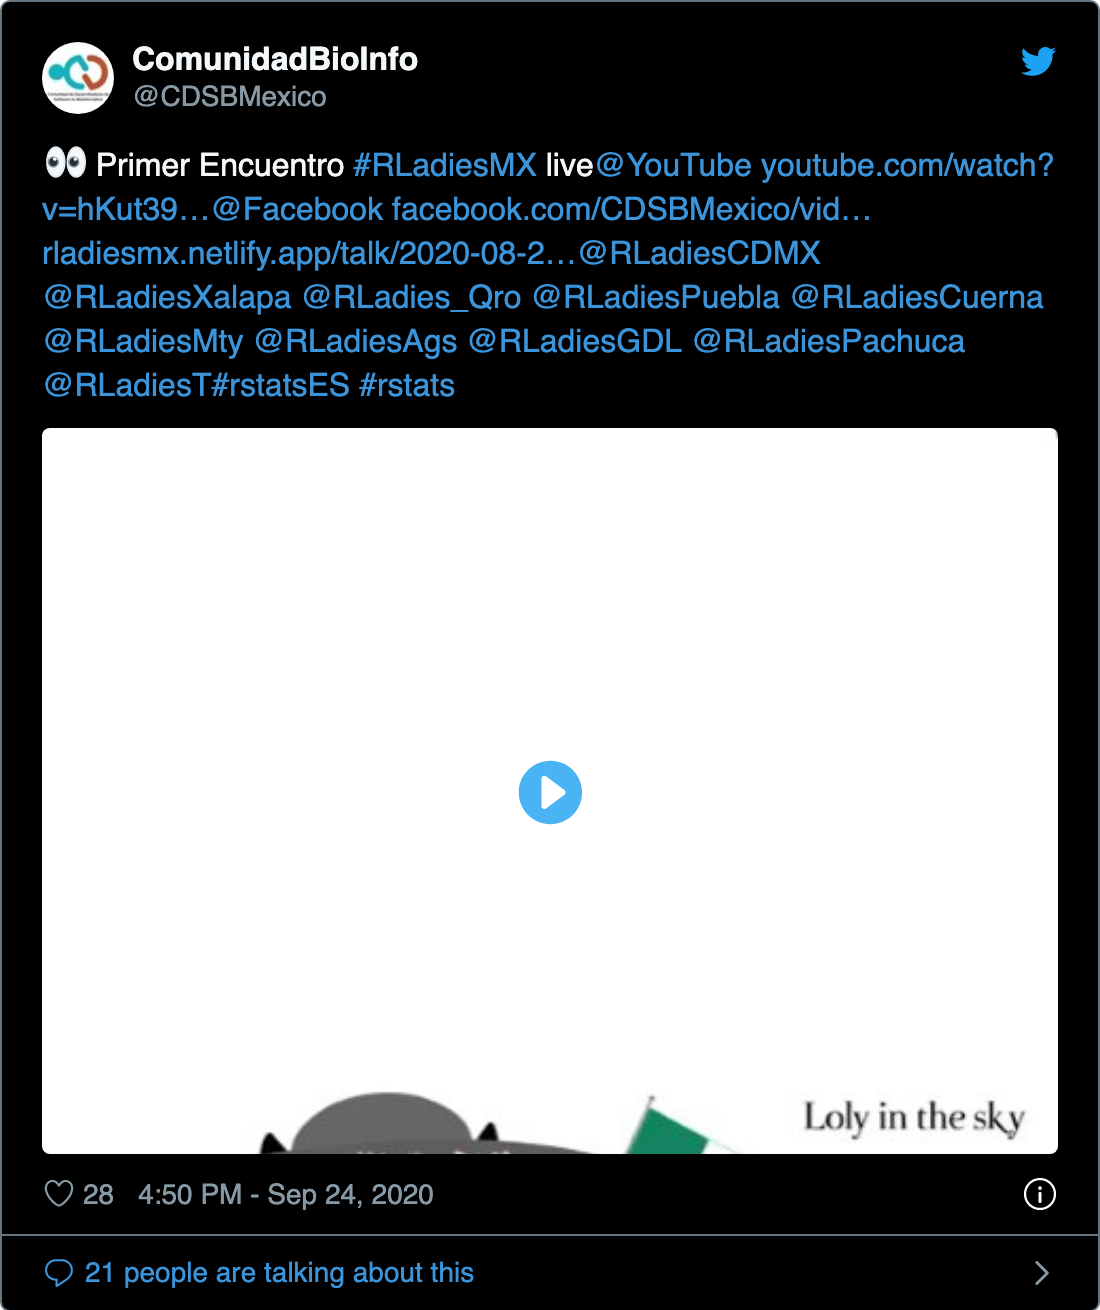 ComunidadBioInfo
@CDSBMexico
👀 Primer Encuentro #RLadiesMX live@YouTube youtube.com/watch?
v=hKut39…@Facebook facebook.com/CDSBMexico/vid…
rladiesmx.netlify.app/talk/2020-08-2…@RLadiesCDMX
@RLadiesXalapa @RLadies_Qro @RLadiesPuebla @RLadiesCuerna
@RLadiesMty @RLadiesAgs @RLadiesGDL @RLadiesPachuca
@RLadiesT#rstatsES #rstats
Loly in the sky
28 4:50 PM - Sep 24, 2020
21 people are talking about this